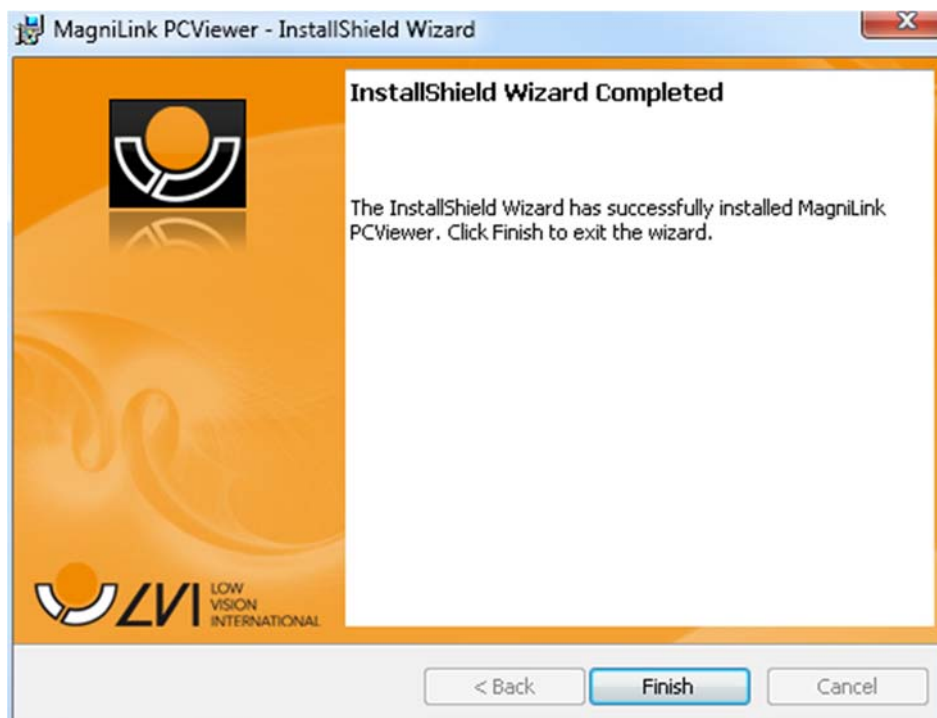 MagniLink PCViewer - InstallShield Wizard
InstallShield Wizard Completed
The InstallShield Wizard has successfully installed MagniLink
PCViewer. Click Finish to exit the wizard.
LVI
LOW
VISION
INTERNATIONAL
< Back
Finish
Cancel